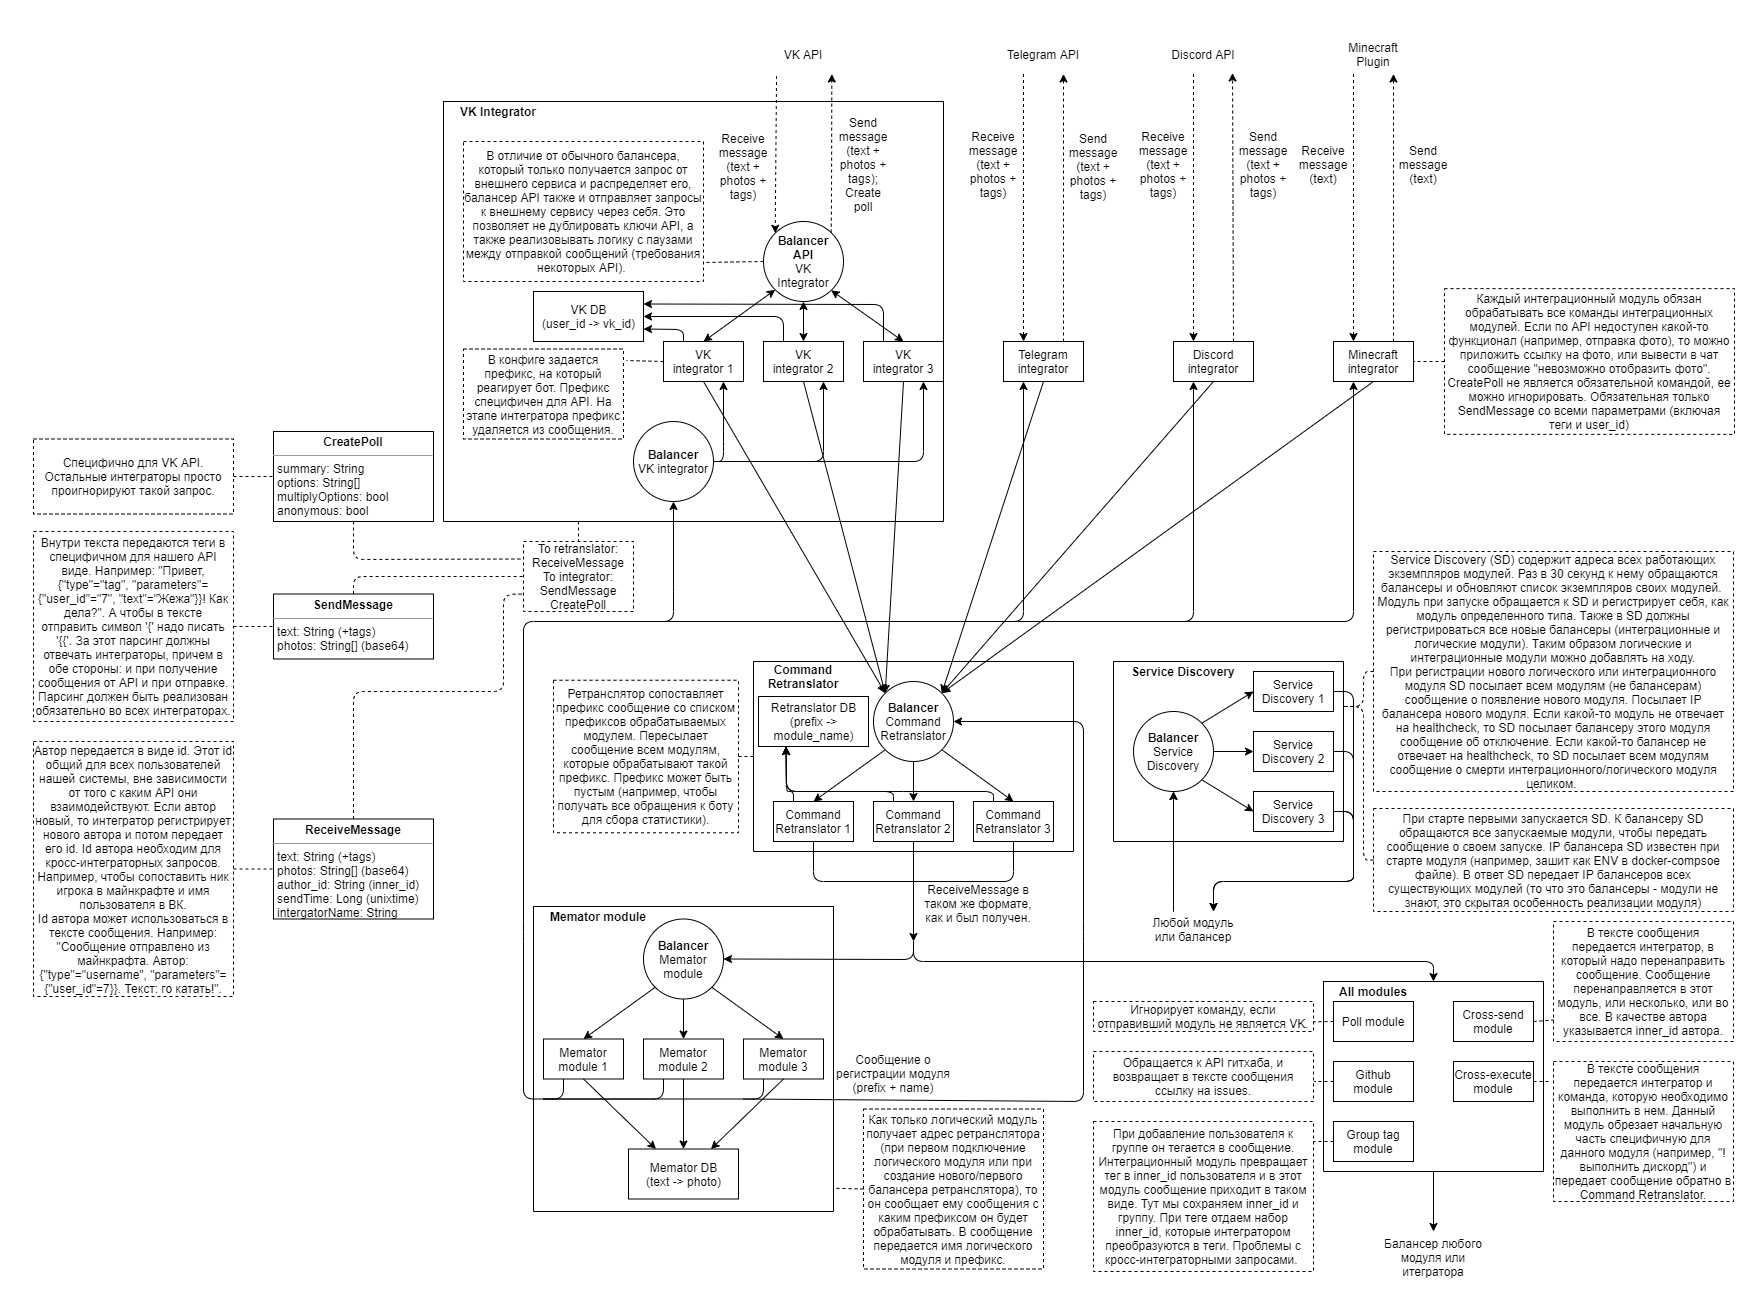 VK API
Telegram API
Discord API
Minecraft
Plugin
VK Integrator
В отличие от обычного балансера,
который только получается запрос от
внешнего сервиса и распределяет его,
балансер API также и отправляет запросы
к внешнему сервису через себя. Это
позволяет не дублировать ключи API, а
также реализовывать логику с паузами
между отправкой сообщений (требования
некоторых API).
Receive
message
(text +
photos +
tags)
Send
message
(text +
photos +
tags);
Create
poll
Receive
message
(text +
photos +
tags)
Send
message
(text +
photos +
tags)
Receive
message
(text +
photos +
tags)
Send
message
(text +
photos +
tags)
Receive
message
(text)
Send
message
(text)
Balancer
API
VK
Integrator
VK DB
(user_id -> vk_id)
В конфиге задается
префикс, на который
реагирует бот. Префикс
специфичен для API. На
этапе интегратора префикс
удаляется из сообщения.
VK
integrator 1
VK
integrator 2
VK
integrator 3
Telegram
integrator
Discord
integrator
Minecraft
integrator
Каждый интеграционный модуль обязан
обрабатывать все команды интеграционных
модулей. Если по API недоступен какой-то
функционал (например, отправка фото), то можно
приложить ссылку на фото, или вывести в чат
сообщение "невозможно отобразить фото".
CreatePoll не является обязательной командой, ее
можно игнорировать. Обязательная только
SendMessage со всеми параметрами (включая
теги и user_id)
Balancer
VK integrator
Специфично для VK API.
Остальные интеграторы просто
проигнорируют такой запрос.
CreatePoll
summary: String
options: String[]
multiplyOptions: bool
anonymous: bool
Внутри текста передаются теги в
специфичном для нашего API
виде. Например: "Привет,
{"type"="tag", "parameters"=
{"user_id"="7", "text"="Жежа"}}! Как
дела?". А чтобы в тексте
отправить символ '{' надо писать
'{{'. За этот парсинг должны
отвечать интеграторы, причем в
обе стороны: и при получение
сообщения от API и при отправке.
Парсинг должен быть реализован
обязательно во всех интеграторах.
SendMessage
text: String (+tags)
photos: String[] (base64)
To retranslator:
ReceiveMessage
To integrator:
SendMessage
CreatePoll
Автор передается в виде id. Этот id
общий для всех пользователей
нашей системы, вне зависимости
от того с каким API они
взаимодействуют. Если автор
новый, то интегратор регистрирует
нового автора и потом передает
его id. Id автора необходим для
кросс-интеграторных запросов.
Например, чтобы сопоставить ник
игрока в майнкрафте и имя
пользователя в ВК.
Id автора может использоваться в
тексте сообщения. Например:
"Сообщение отправлено из
майнкрафта. Автор:
{"type"="username", "parameters"=
{"user_id"=7}}. Текст: го катать!".
ReceiveMessage
text: String (+tags)
photos: String[] (base64)
author_id: String (inner_id)
sendTime: Long (unixtime)
intergatorName: String
Ретранслятор сопоставляет
префикс сообщение со списком
префиксов обрабатываемых
модулем. Пересылает
сообщение всем модулям,
которые обрабатывают такой
префикс. Префикс может быть
пустым (например, чтобы
получать все обращения к боту
для сбора статистики).
Command
Retranslator
Retranslator DB
(prefix ->
module_name)
Balancer
Command
Retranslator
Command
Retranslator 1
Command
Retranslator 2
Command
Retranslator 3
ReceiveMessage в
таком же формате,
как и был получен.
Service Discovery
Balancer
Service
Discovery
Service
Discovery 1
Service
Discovery 2
Service
Discovery 3
Любой модуль
или балансер
Service Discovery (SD) содержит адреса всех работающих
экземпляров модулей. Раз в 30 секунд к нему обращаются
балансеры и обновляют список экземпляров своих модулей.
Модуль при запуске обращается к SD и регистрирует себя, как
модуль определенного типа. Также в SD должны
регистрироваться все новые балансеры (интеграционные и
логические модули). Таким образом логические и
интеграционные модули можно добавлять на ходу.
При регистрации нового логического или интеграционного
модуля SD посылает всем модулям (не балансерам)
сообщение о появление нового модуля. Посылает IP
балансера нового модуля. Если какой-то модуль не отвечает
на healthcheck, то SD посылает балансеру этого модуля
сообщение об отключение. Если какой-то балансер не
отвечает на healthcheck, то SD посылает всем модулям
сообщение о смерти интеграционного/логического модуля
целиком.
При старте первыми запускается SD. К балансеру SD
обращаются все запускаемые модули, чтобы передать
сообщение о своем запуске. IP балансера SD известен при
старте модуля (например, зашит как ENV в docker-compsoe
файле). В ответ SD передает IP балансеров всех
существующих модулей (то что это балансеры - модули не
знают, это скрытая особенность реализации модуля)
Memator module
Balancer
Memator
module
Memator
module 1
Memator
module 2
Memator
module 3
Memator DB
(text -> photo)
Сообщение о
регистрации модуля
(prefix + name)
Как только логический модуль
получает адрес ретранслятора
(при первом подключение
логического модуля или при
создание нового/первого
балансера ретранслятора), то
он сообщает ему сообщения с
каким префиксом он будет
обрабатывать. В сообщение
передается имя логического
модуля и префикс.
Игнорирует команду, если
отправивший модуль не является VK.
Обращается к API гитхаба, и
возвращает в тексте сообщения
ссылку на issues.
При добавление пользователя к
группе он тегается в сообщение.
Интеграционный модуль превращает
тег в inner_id пользователя и в этот
модуль сообщение приходит в таком
виде. Тут мы сохраняем inner_id и
группу. При теге отдаем набор
inner_id, которые интегратором
преобразуются в теги. Проблемы с
кросс-интеграторными запросами.
All modules
Poll module
Cross-send
module
Github
module
Cross-execute
module
Group tag
module
В тексте сообщения
передается интегратор, в
который надо перенаправить
сообщение. Сообщение
перенаправляется в этот
модуль, или несколько, или во
все. В качестве автора
указывается inner_id автора.
В тексте сообщения
передается интегратор и
команда, которую необходимо
выполнить в нем. Данный
модуль обрезает начальную
часть специфичную для
данного модуля (например, "!
выполнить дискорд") и
передает сообщение обратно в
Command Retranslator.
Балансер любого
модуля или
итегратора